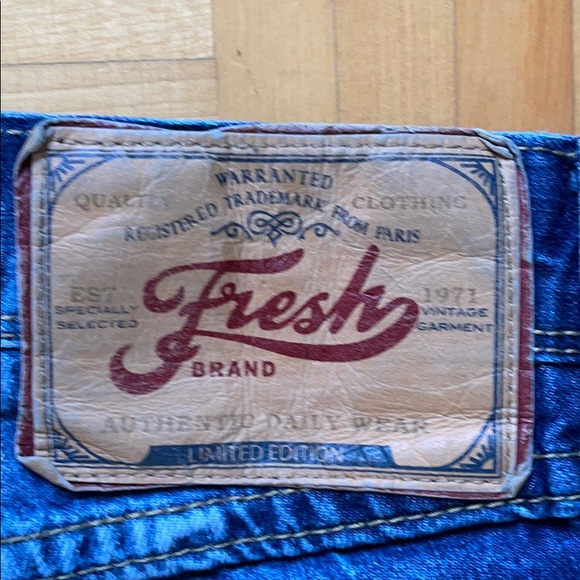 WARRANTED
QUALITY CLOTHING
REGISTERED TRADEMARK FROM PARIS
EST 1971
SPECIALLY SELECTED
VINTAGE GARMENT
Fresh
BRAND
AUTHENTIC DAILY WEAR
LIMITED EDITION